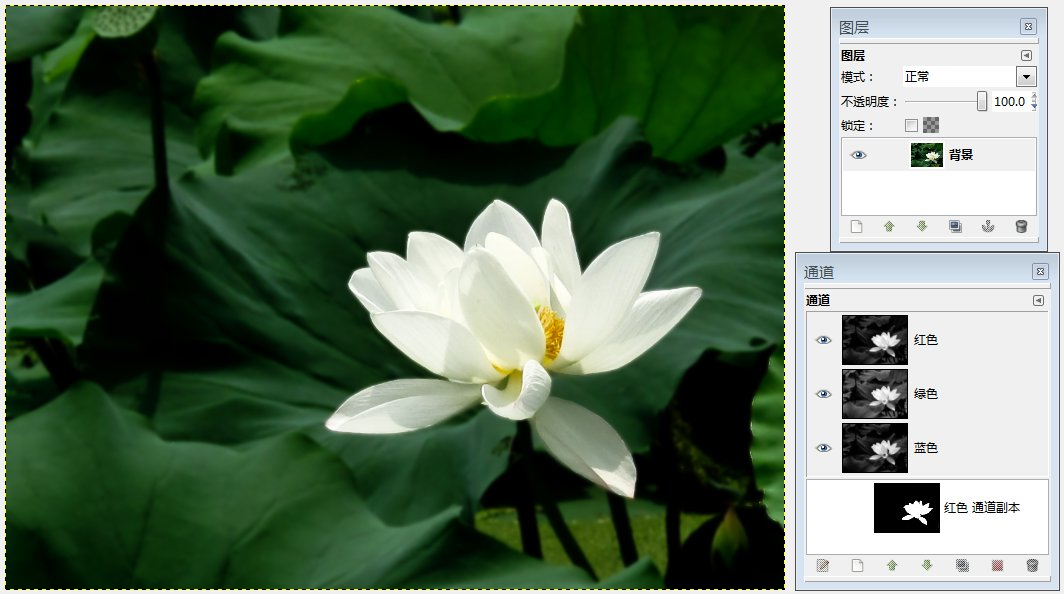 图层
图层
模式：
正常
不透明度：
100.0
锁定：
背景
通道
通道
红色
绿色
蓝色
红色 通道副本